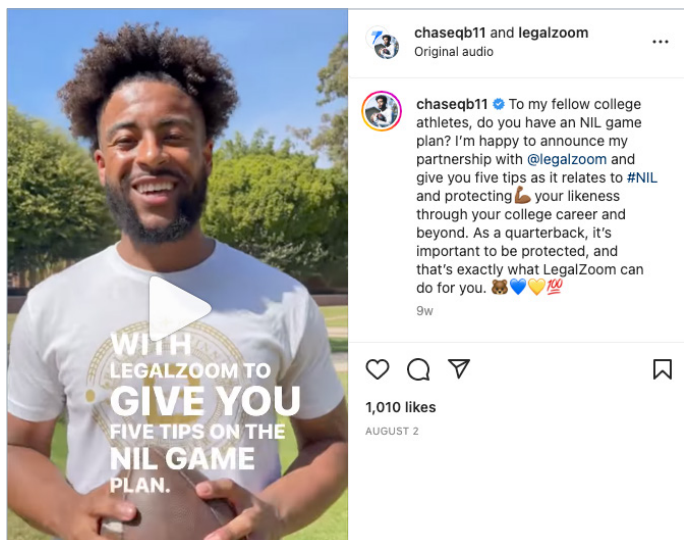 WITH
LEGALZOOM TO
GIVE YOU
FIVE TIPS ON THE
NIL GAME
PLAN.
chaseqb11 and legalzoom
Original audio
chaseqb11 To my fellow college
athletes, do you have an NIL game
plan? I’m happy to announce my
partnership with @legalzoom and
give you five tips as it relates to #NIL
and protecting💪🏾 your likeness
through your college career and
beyond. As a quarterback, it’s
important to be protected, and
that’s exactly what LegalZoom can
do for you. 🐻💙💛💯
9w
1,010 likes
AUGUST 2